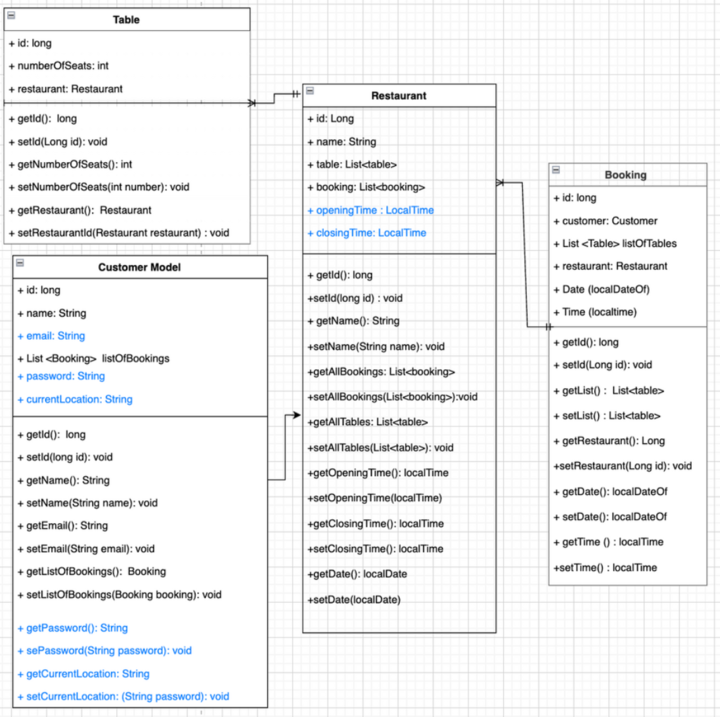 Table
+ id: long
+ numberOfSeats: int
+ restaurant: Restaurant
+ getId():  long
+ setId(Long id): void
+ getNumberOfSeats(): int
+ setNumberOfSeats(int number): void
+ getRestaurant():  Restaurant
+ setRestaurantId(Restaurant restaurant) : void
Customer Model
+ id: long
+ name: String
+ email: String
+ List <Booking>  listOfBookings
+ password: String
+ currentLocation: String
+ getId():  long
+ setId(long id): void
+ getName(): String
+ setName(String name): void
+ getEmail(): String
+ setEmail(String email): void
+ getListOfBookings():  Booking
+ setListOfBookings(Booking booking): void
+ getPassword(): String
+ sePassword(String password): void
+ getCurrentLocation: String
+ setCurrentLocation: (String password): void
Restaurant
+ id: Long
+ name: String
+ table: List<table>
+ booking: List<booking>
+ openingTime : LocalTime
+ closingTime: LocalTime
+ getId(): long
+setId(long id) : void
+ getName(): String
+setName(String name): void
+getAllBookings: List<booking>
+setAllBookings(List<booking>):void
+getAllTables: List<table>
+setAllTables(List<table>): void
+getOpeningTime(): localTime
+setOpeningTime(localTime)
+getClosingTime(): localTime
+setClosingTime(): localTime
+getDate(): localDate
+setDate(localDate)
Booking
+ id: long
+ customer: Customer
+ List <Table> listOfTables
+ restaurant: Restaurant
+ Date (localDateOf)
+ Time (localtime)
+ getId(): long
+ setId(Long id): void
+ getList() :  List<table>
+ setList() : List<table>
+ getRestaurant(): Long
+setRestaurant(Long id): void
+ getDate(): localDateOf
+ setDate(): localDateOf
+ getTime () : localTime
+setTime() : localTime